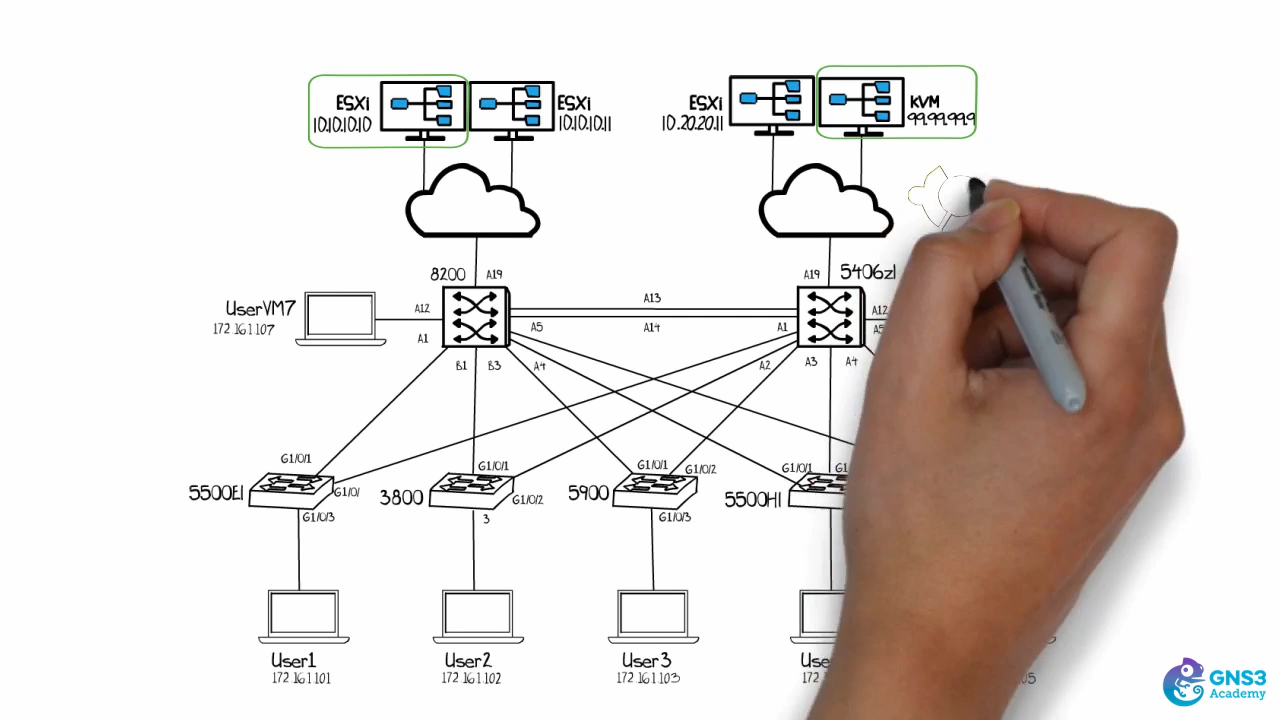 ESXi
10.10.10.10
ESXi
10.10.10.11
ESXi
10.20.20.11
KVM
99.99.99.9
8200
A19
A19
5406zl
UserVM7
172.16.1.107
A12
A13
A12
A1
A5
A14
A1
B1
B3
A4
A2
A3
A4
G1/0/1
G1/0/1
G1/0/1
G1/0/2
G1/0/1
5500EI
G1/0/
3800
G1/0/2
5900
5500HI
G1/0/3
3
G1/0/3
User1
172.16.1.101
User2
172.16.1.102
User3
172.16.1.103
GNS3
Academy